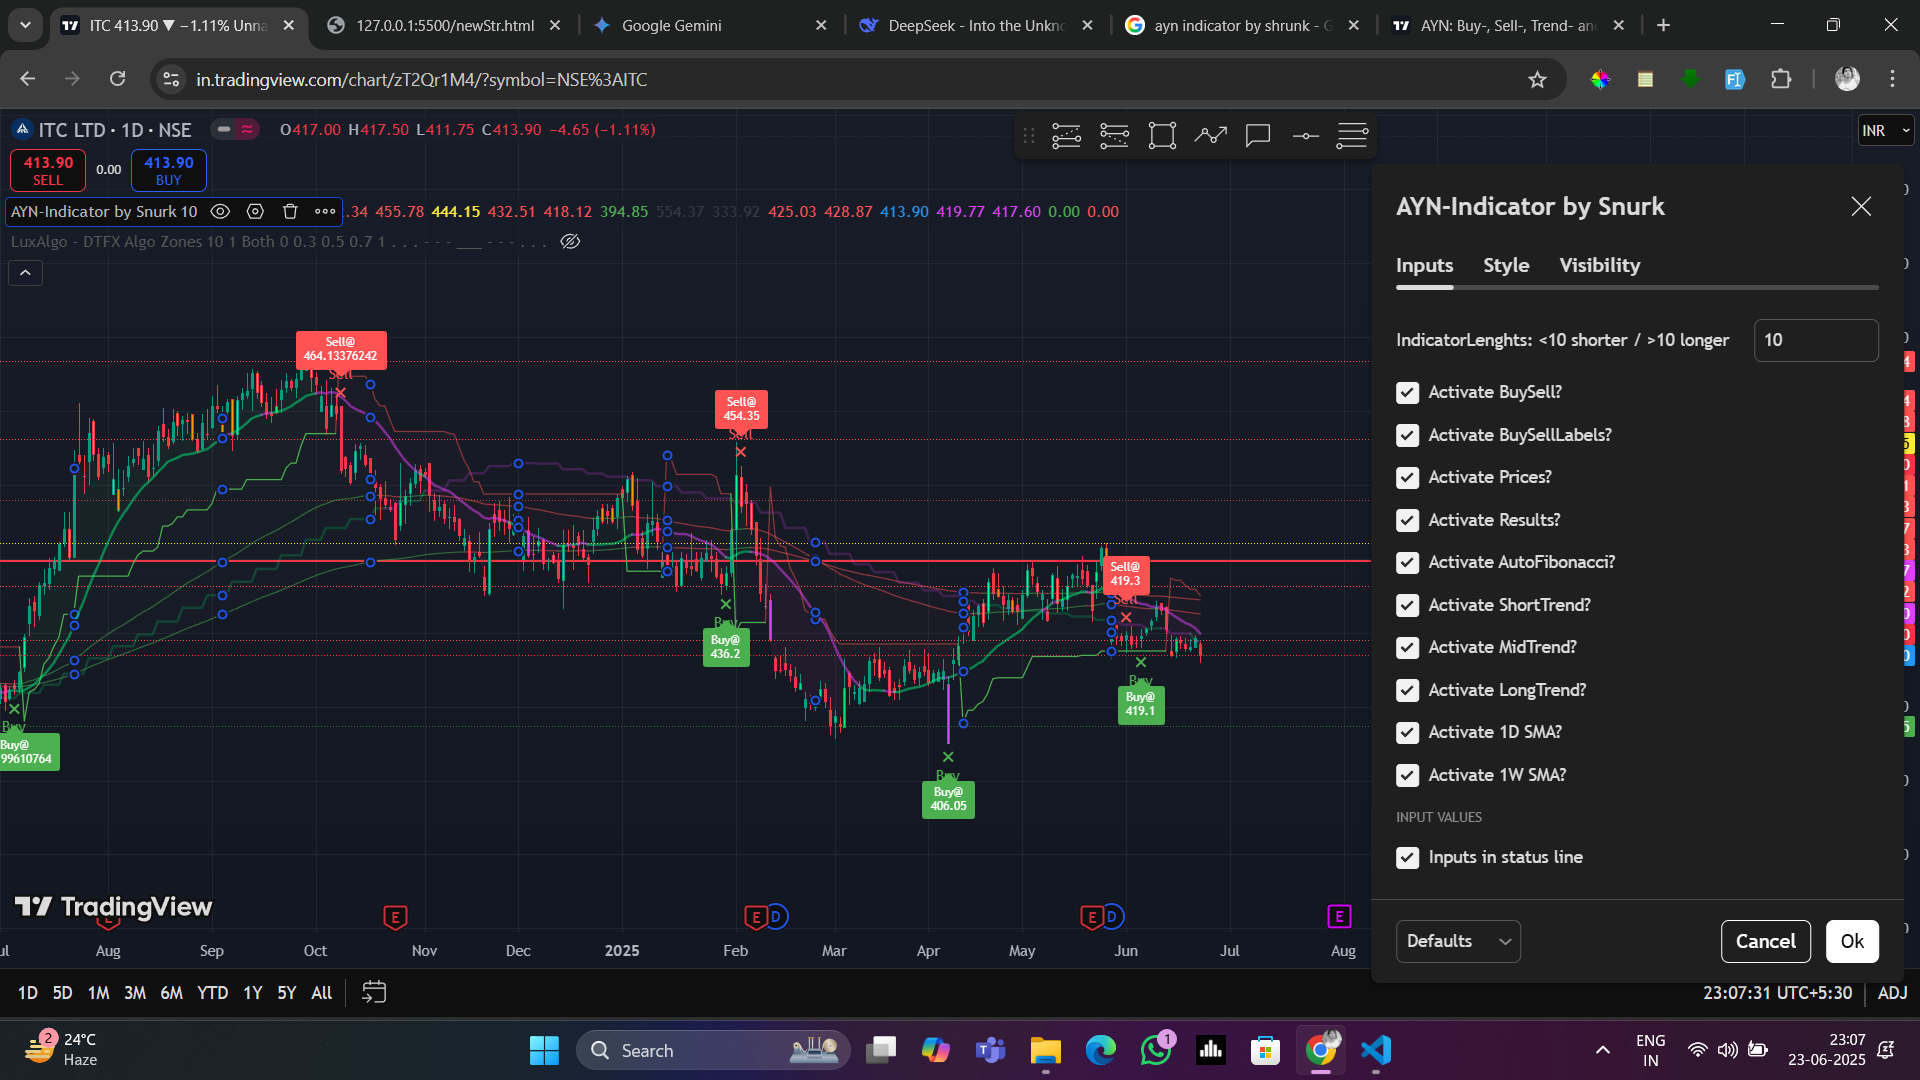 ITC 413.90 ▼ −1.11% Unna
127.0.0.1:5500/newStr.html
Google Gemini
DeepSeek - Into the Unkno
ayn indicator by shrunk - G
AYN: Buy-, Sell-, Trend- an
in.tradingview.com/chart/zT2Qr1M4/?symbol=NSE%3AITC
ITC LTD · 1D · NSE
O417.00 H417.50 L411.75 C413.90 −4.65 (−1.11%)
INR
413.90
SELL
0.00
413.90
BUY
AYN-Indicator by Snurk 10
.34 455.78 444.15 432.51 418.12 394.85 554.37 333.92 425.03 428.87 413.90 419.77 417.60 0.00 0.00
LuxAlgo - DTFX Algo Zones 10 1 Both 0 0.3 0.5 0.7 1 . . . - - - ___ - - - . . .
Sell@
464.13376242
Sell
Sell@
454.35
Sell
Sell@
419.3
Sell
Buy
Buy@
436.2
Buy
Buy@
419.1
Buy
Buy@
99610764
Buy
Buy@
406.05
TradingView
E
E
E
D
E
D
E
Aug
Sep
Oct
Nov
Dec
2025
Feb
Mar
Apr
May
Jun
Jul
Aug
1D 5D 1M 3M 6M YTD 1Y 5Y All
23:07:31 UTC+5:30
ADJ
AYN-Indicator by Snurk
Inputs
Style
Visibility
IndicatorLenghts: <10 shorter / >10 longer
10
Activate BuySell?
Activate BuySellLabels?
Activate Prices?
Activate Results?
Activate AutoFibonacci?
Activate ShortTrend?
Activate MidTrend?
Activate LongTrend?
Activate 1D SMA?
Activate 1W SMA?
INPUT VALUES
Inputs in status line
Defaults
Cancel
Ok
2
24°C
Haze
Search
1
ENG
IN
23:07
23-06-2025